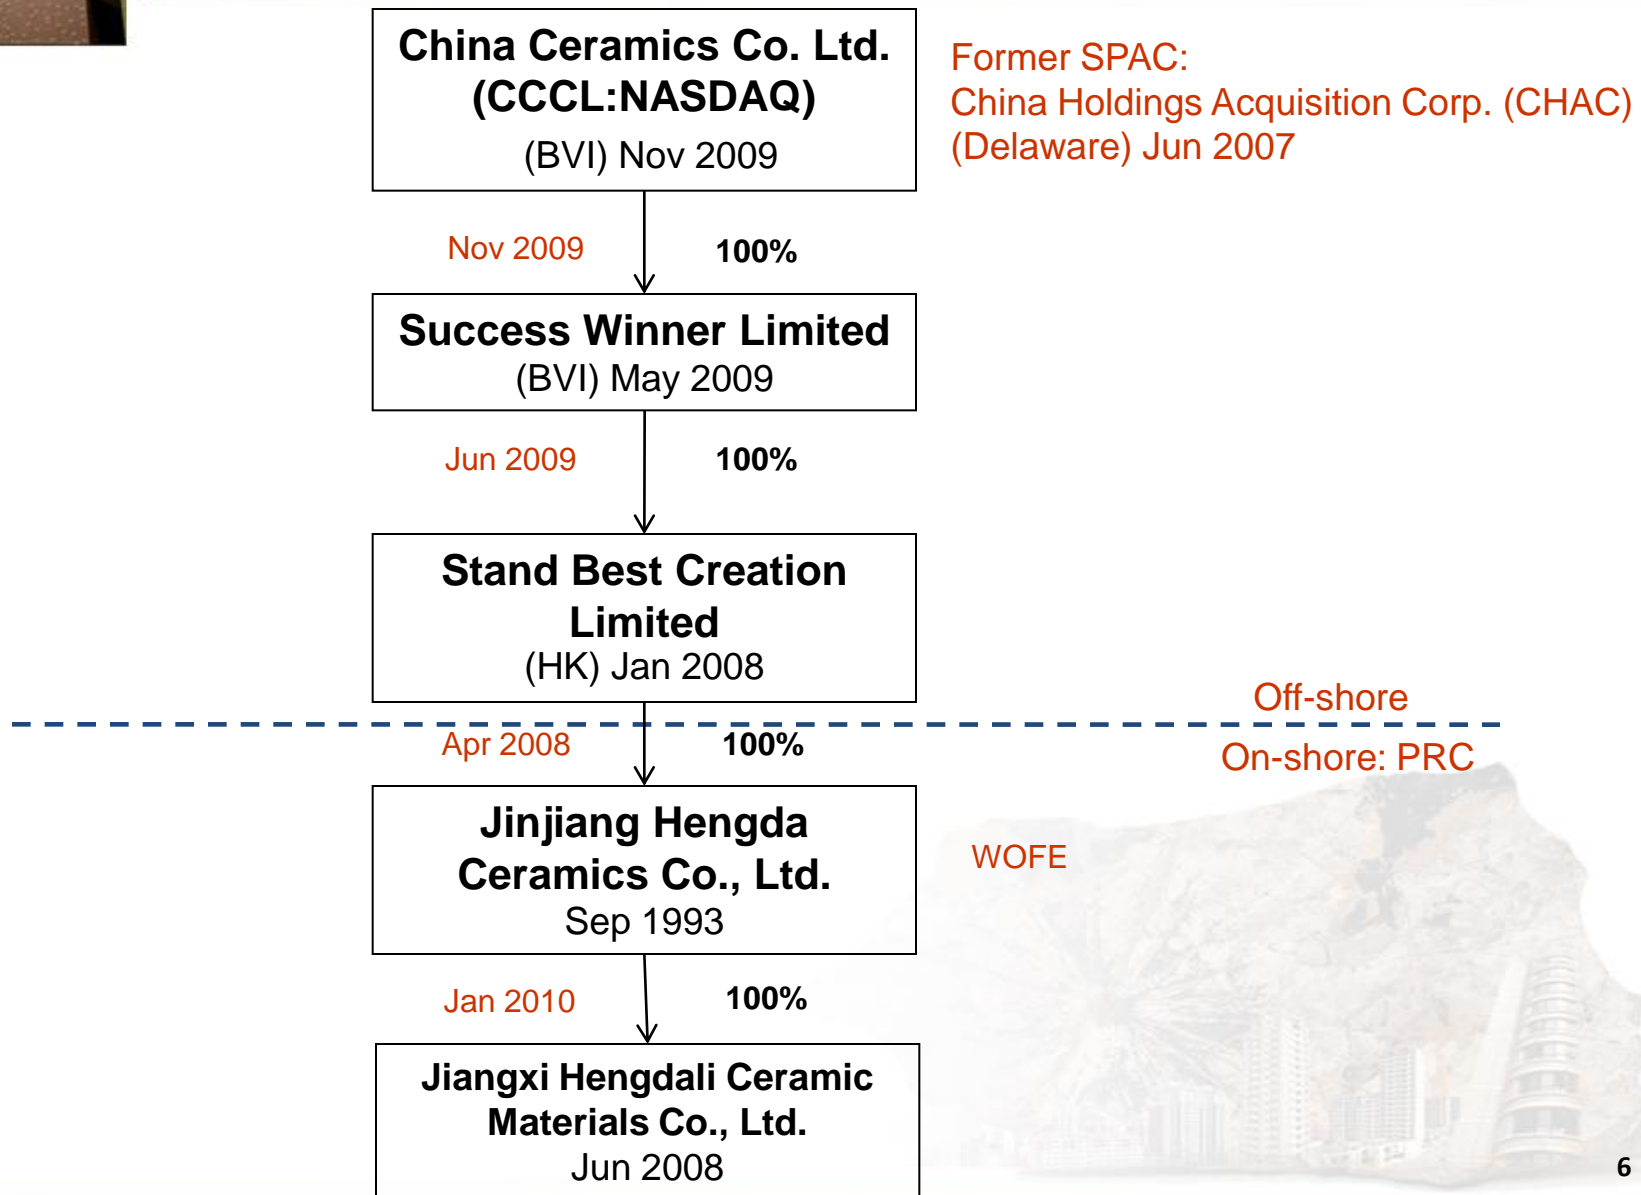 China Ceramics Co. Ltd.
(CCCL:NASDAQ)
(BVI) Nov 2009
Former SPAC:
China Holdings Acquisition Corp. (CHAC)
(Delaware) Jun 2007
Nov 2009
100%
Success Winner Limited
(BVI) May 2009
Jun 2009
100%
Stand Best Creation
Limited
(HK) Jan 2008
Off-shore
Apr 2008
100%
On-shore: PRC
Jinjiang Hengda
Ceramics Co., Ltd.
Sep 1993
WOFE
Jan 2010
100%
Jiangxi Hengdali Ceramic
Materials Co., Ltd.
Jun 2008
6